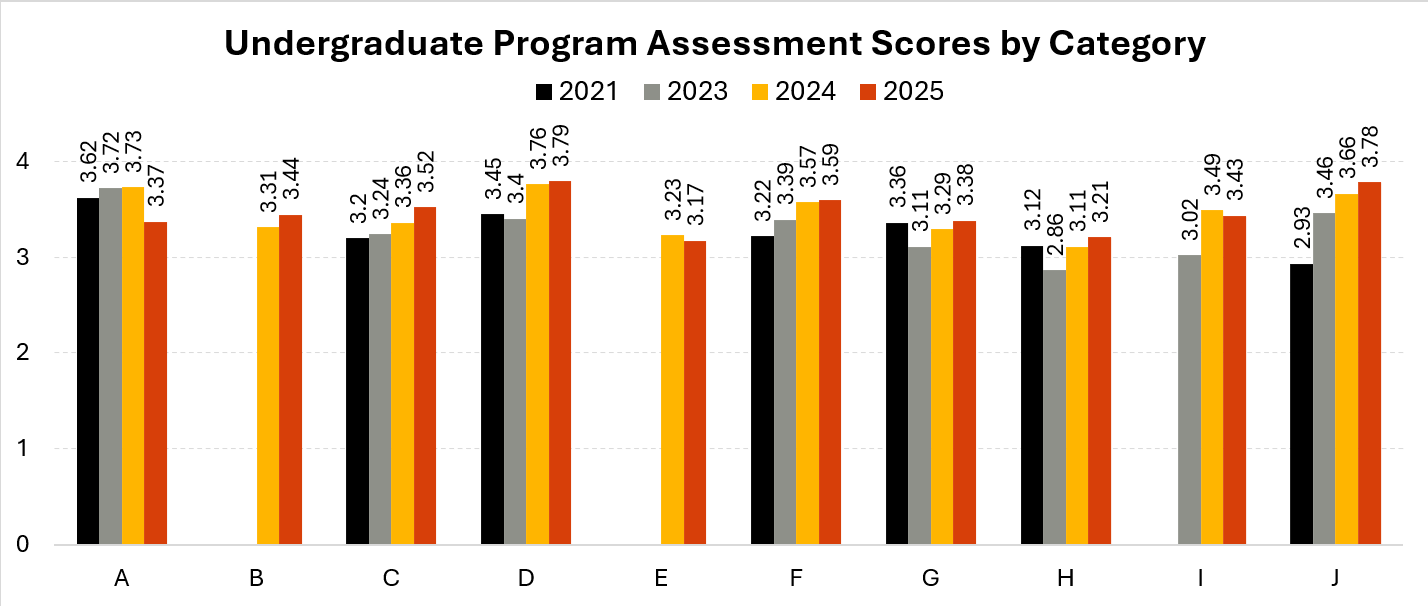 Undergraduate Program Assessment Scores by Category
2021 2023 2024 2025
4
3
2
1
0
3.62 3.72 3.73 3.37
3.31 3.44
3.2 3.24 3.36 3.52
3.45 3.4 3.76 3.79
3.23 3.17
3.22 3.39 3.57 3.59
3.36 3.11 3.29 3.38
3.12 2.86 3.11 3.21
3.02 3.49 3.43
2.93 3.46 3.66 3.78
A B C D E F G H I J